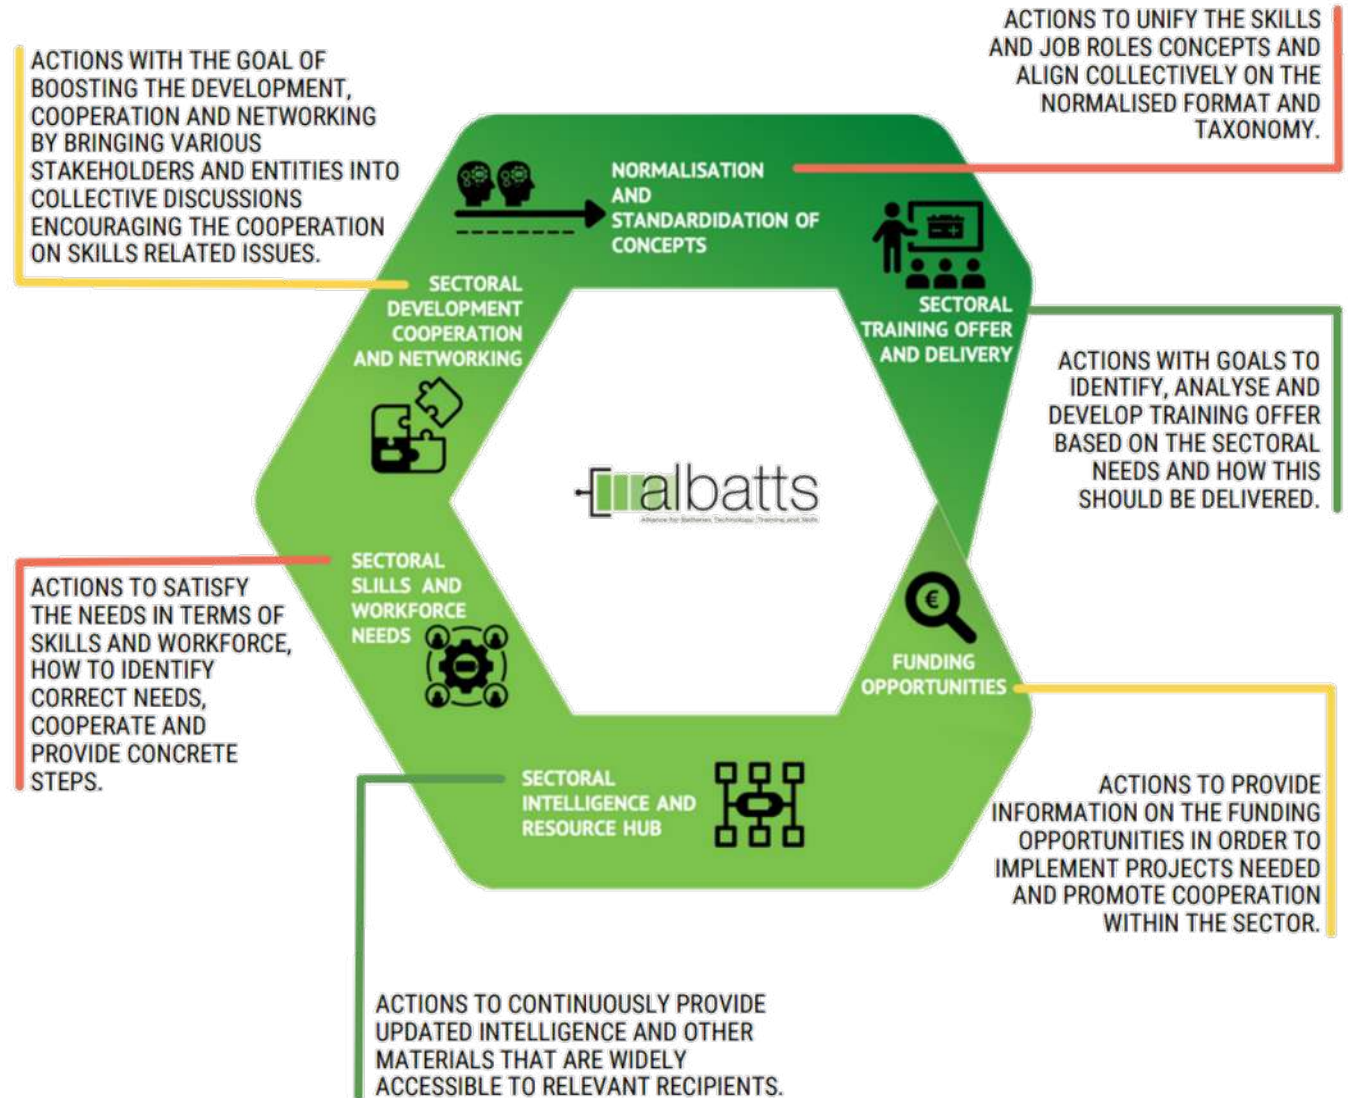 ACTIONS TO UNIFY THE SKILLS
AND JOB ROLES CONCEPTS AND
ALIGN COLLECTIVELY ON THE
NORMALISED FORMAT AND
TAXONOMY.
ACTIONS WITH THE GOAL OF
BOOSTING THE DEVELOPMENT,
COOPERATION AND NETWORKING
BY BRINGING VARIOUS
STAKEHOLDERS AND ENTITIES INTO
COLLECTIVE DISCUSSIONS
ENCOURAGING THE COOPERATION
ON SKILLS RELATED ISSUES.
NORMALISATION
AND
STANDARDIDATION OF
CONCEPTS
SECTORAL
DEVELOPMENT
COOPERATION
AND NETWORKING
SECTORAL
TRAINING OFFER
AND DELIVERY
ACTIONS WITH GOALS TO
IDENTIFY, ANALYSE AND
DEVELOP TRAINING OFFER
BASED ON THE SECTORAL
NEEDS AND HOW THIS
SHOULD BE DELIVERED.
albatts
Alliance for Batteries Technology, Training and Skills
SECTORAL
SLILLS AND
WORKFORCE
NEEDS
ACTIONS TO SATISFY
THE NEEDS IN TERMS OF
SKILLS AND WORKFORCE,
HOW TO IDENTIFY
CORRECT NEEDS,
COOPERATE AND
PROVIDE CONCRETE
STEPS.
€
FUNDING
OPPORTUNITIES
SECTORAL
INTELLIGENCE AND
RESOURCE HUB
ACTIONS TO PROVIDE
INFORMATION ON THE FUNDING
OPPORTUNITIES IN ORDER TO
IMPLEMENT PROJECTS NEEDED
AND PROMOTE COOPERATION
WITHIN THE SECTOR.
ACTIONS TO CONTINUOUSLY PROVIDE
UPDATED INTELLIGENCE AND OTHER
MATERIALS THAT ARE WIDELY
ACCESSIBLE TO RELEVANT RECIPIENTS.